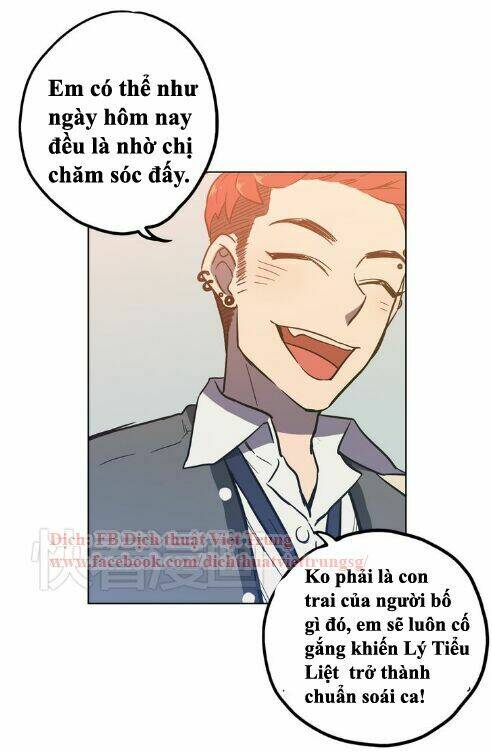 Em có thể như
ngày hôm nay
đều là nhờ chị
chăm sóc đấy.
Dịch: FB Dịch thuật Việt Trung
www.facebook.com/dichthuatviettrungsg/
Ko phải là con
trai của người bố
gì đó, em sẽ luôn cố
gắng khiến Lý Tiểu
Liệt trở thành
chuẩn soái ca!